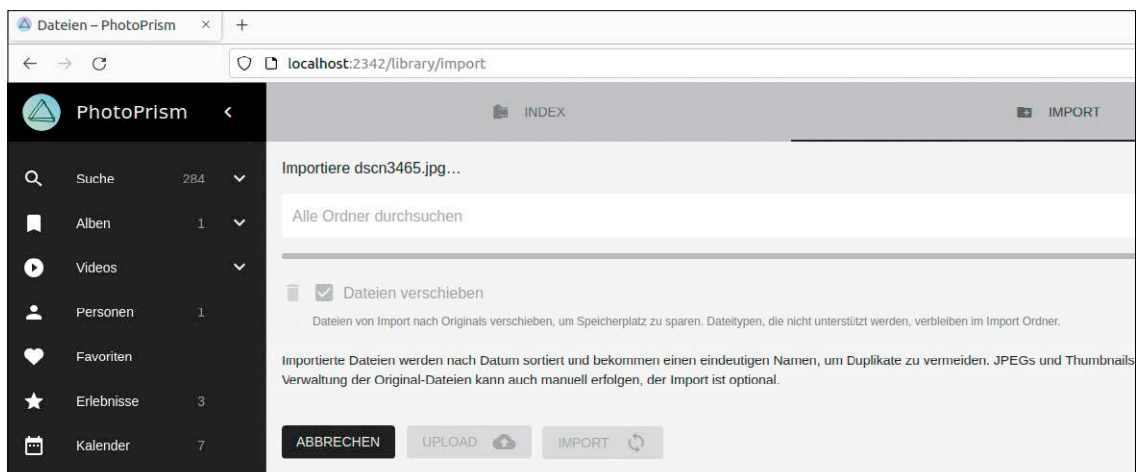 Dateien – PhotoPrism × +
localhost:2342/library/import
PhotoPrism
INDEX
IMPORT
Suche 284
Alben 1
Videos
Personen 1
Favoriten
Erlebnisse 3
Kalender 7
Importiere dscn3465.jpg…
Alle Ordner durchsuchen
Dateien verschieben
Dateien von Import nach Originals verschieben, um Speicherplatz zu sparen. Dateitypen, die nicht unterstützt werden, verbleiben im Import Ordner.
Importierte Dateien werden nach Datum sortiert und bekommen einen eindeutigen Namen, um Duplikate zu vermeiden. JPEGs und Thumbnails
Verwaltung der Original-Dateien kann auch manuell erfolgen, der Import ist optional.
ABBRECHEN UPLOAD IMPORT